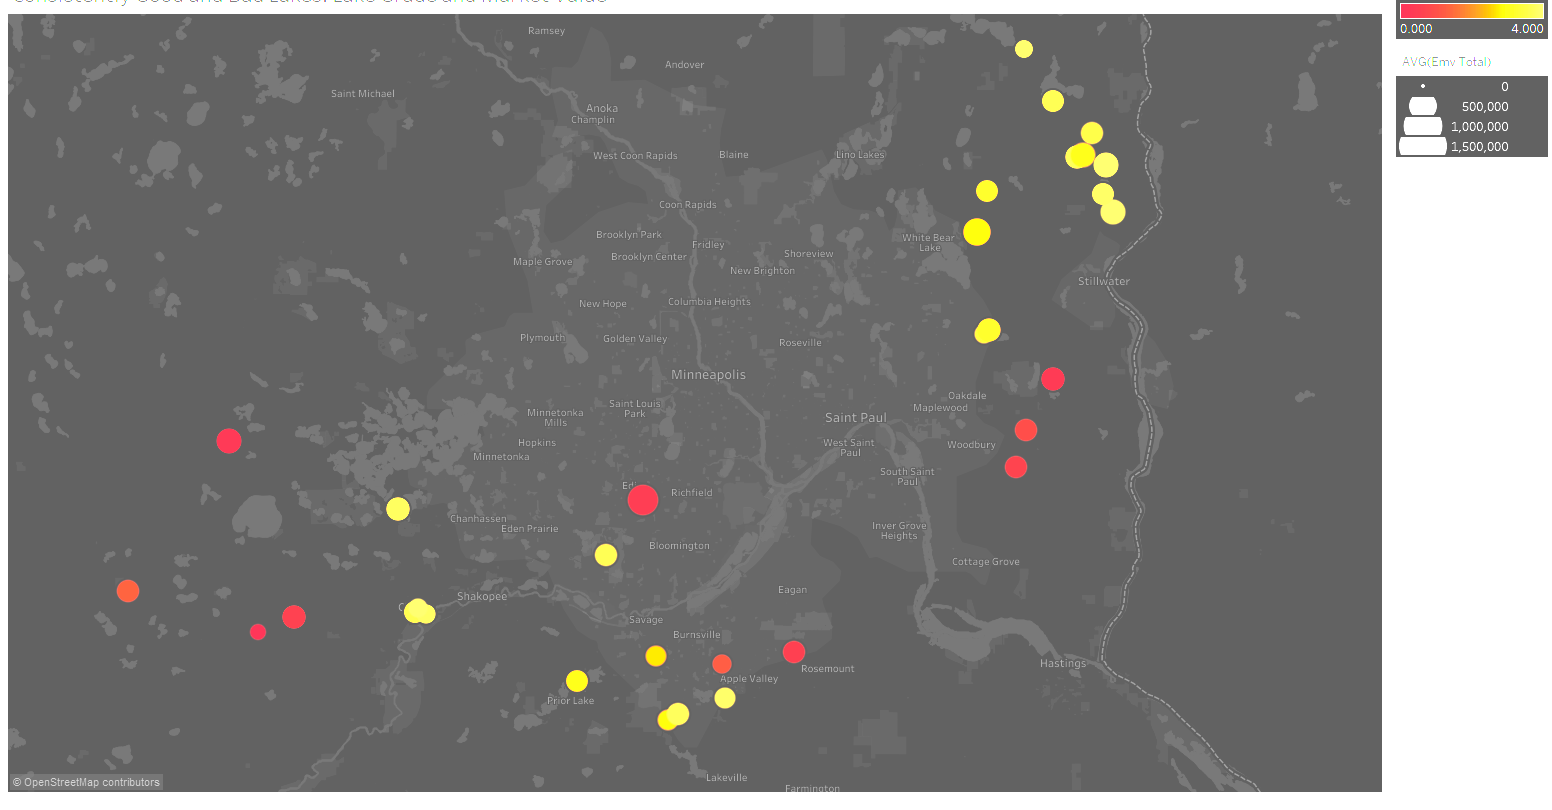 Consistently Good and Bad Lakes: Lake Grade and Market Value
0.000 4.000
AVG(Emv Total)
0
500,000
1,000,000
1,500,000
Ramsey
Andover
Saint Michael
Anoka
Champlin
West Coon Rapids
Blaine
Lino Lakes
Coon Rapids
Brooklyn Park
Fridley
White Bear
Lake
Brooklyn Center
Shoreview
Maple Grove
New Brighton
Stillwater
New Hope
Columbia Heights
Plymouth
Golden Valley
Roseville
Minneapolis
Oakdale
Saint Louis
Park
Maplewood
Minnetonka
Mills
Saint Paul
Hopkins
West Saint
Paul
Woodbury
Minnetonka
South Saint
Paul
Richfield
Chanhassen
Eden Prairie
Inver Grove
Heights
Bloomington
Cottage Grove
Eagan
Shakopee
Savage
Burnsville
Hastings
Rosemount
Apple Valley
Prior Lake
Lakeville
Farmington
© OpenStreetMap contributors